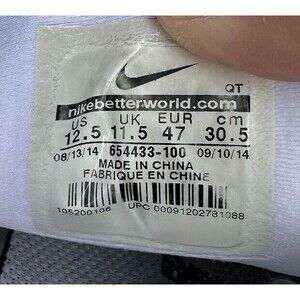 QT
nikebetterworld.com
US UK EUR cm
12.5 11.5 47 30.5
08/13/14 654433-100 09/10/14
MADE IN CHINA
FABRIQUE EN CHINE
105200106 UPC 00091202781088